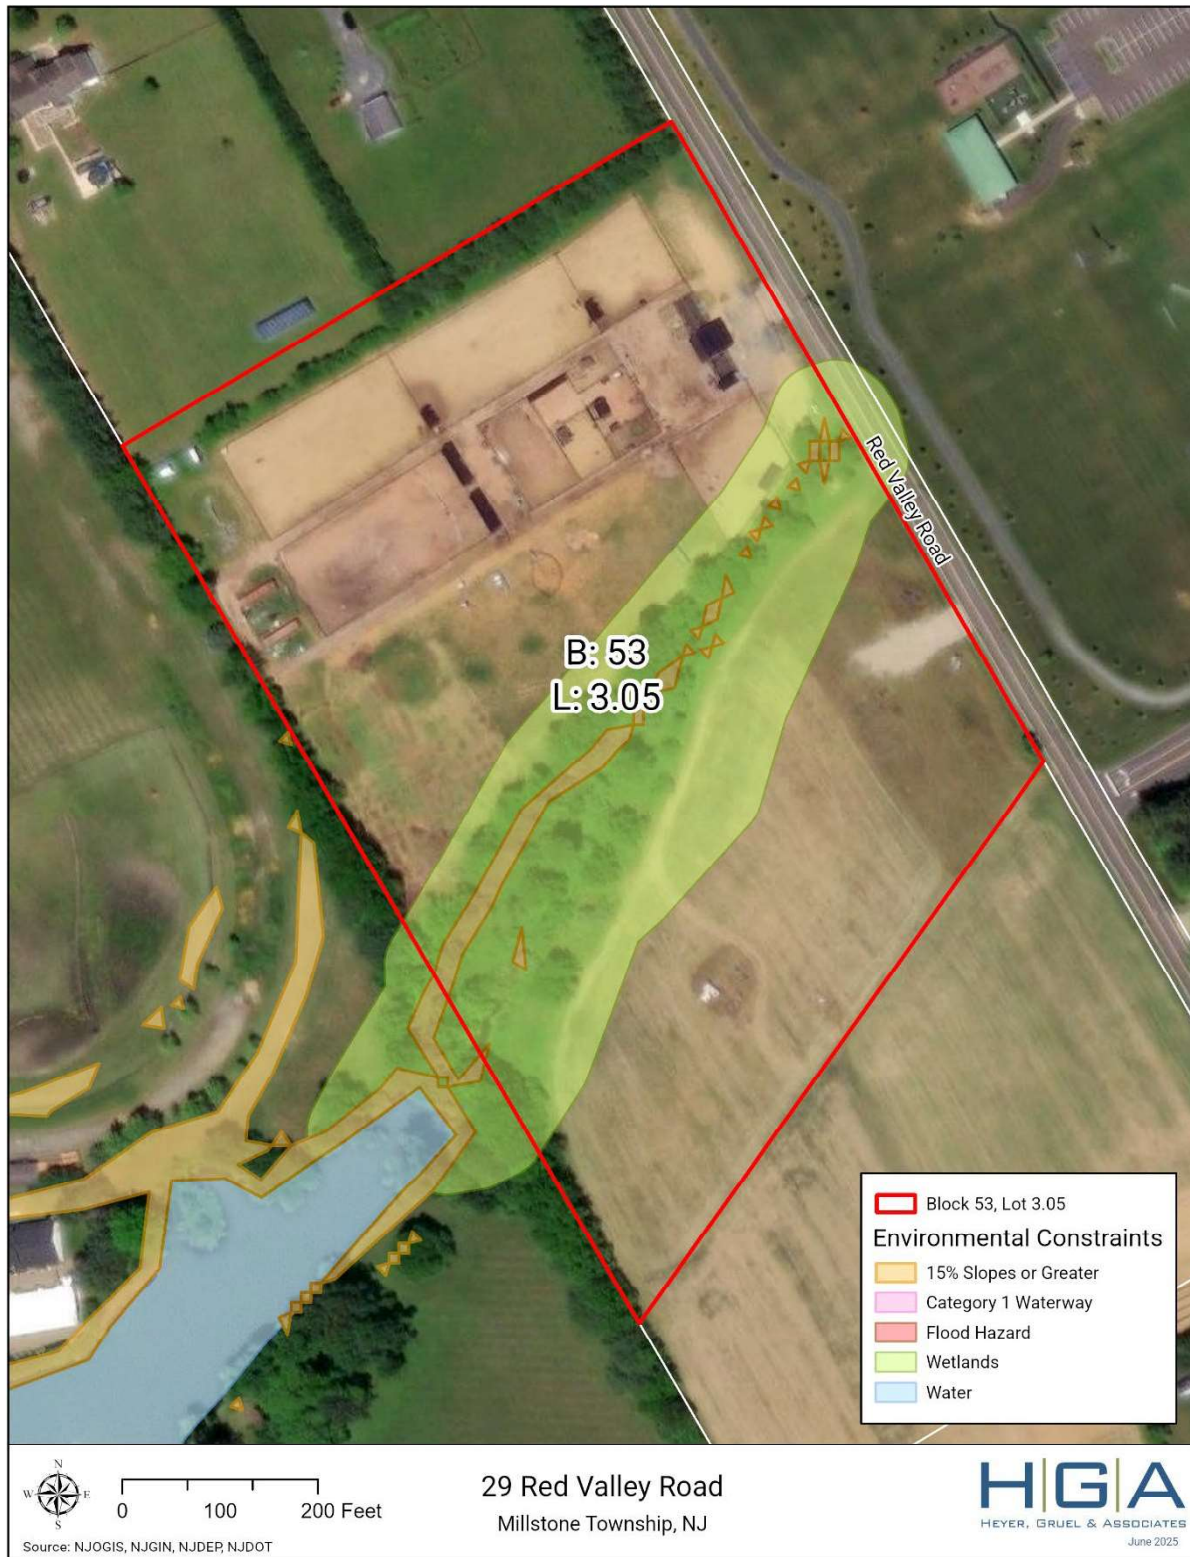 Red Valley Road
B: 53
L: 3.05
Block 53, Lot 3.05
Environmental Constraints
15% Slopes or Greater
Category 1 Waterway
Flood Hazard
Wetlands
Water
N
W E
S
0 100 200 Feet
Source: NJOGIS, NJGIN, NJDEP, NJDOT
29 Red Valley Road
Millstone Township, NJ
H|G|A
HEYER, GRUEL & ASSOCIATES
June 2025